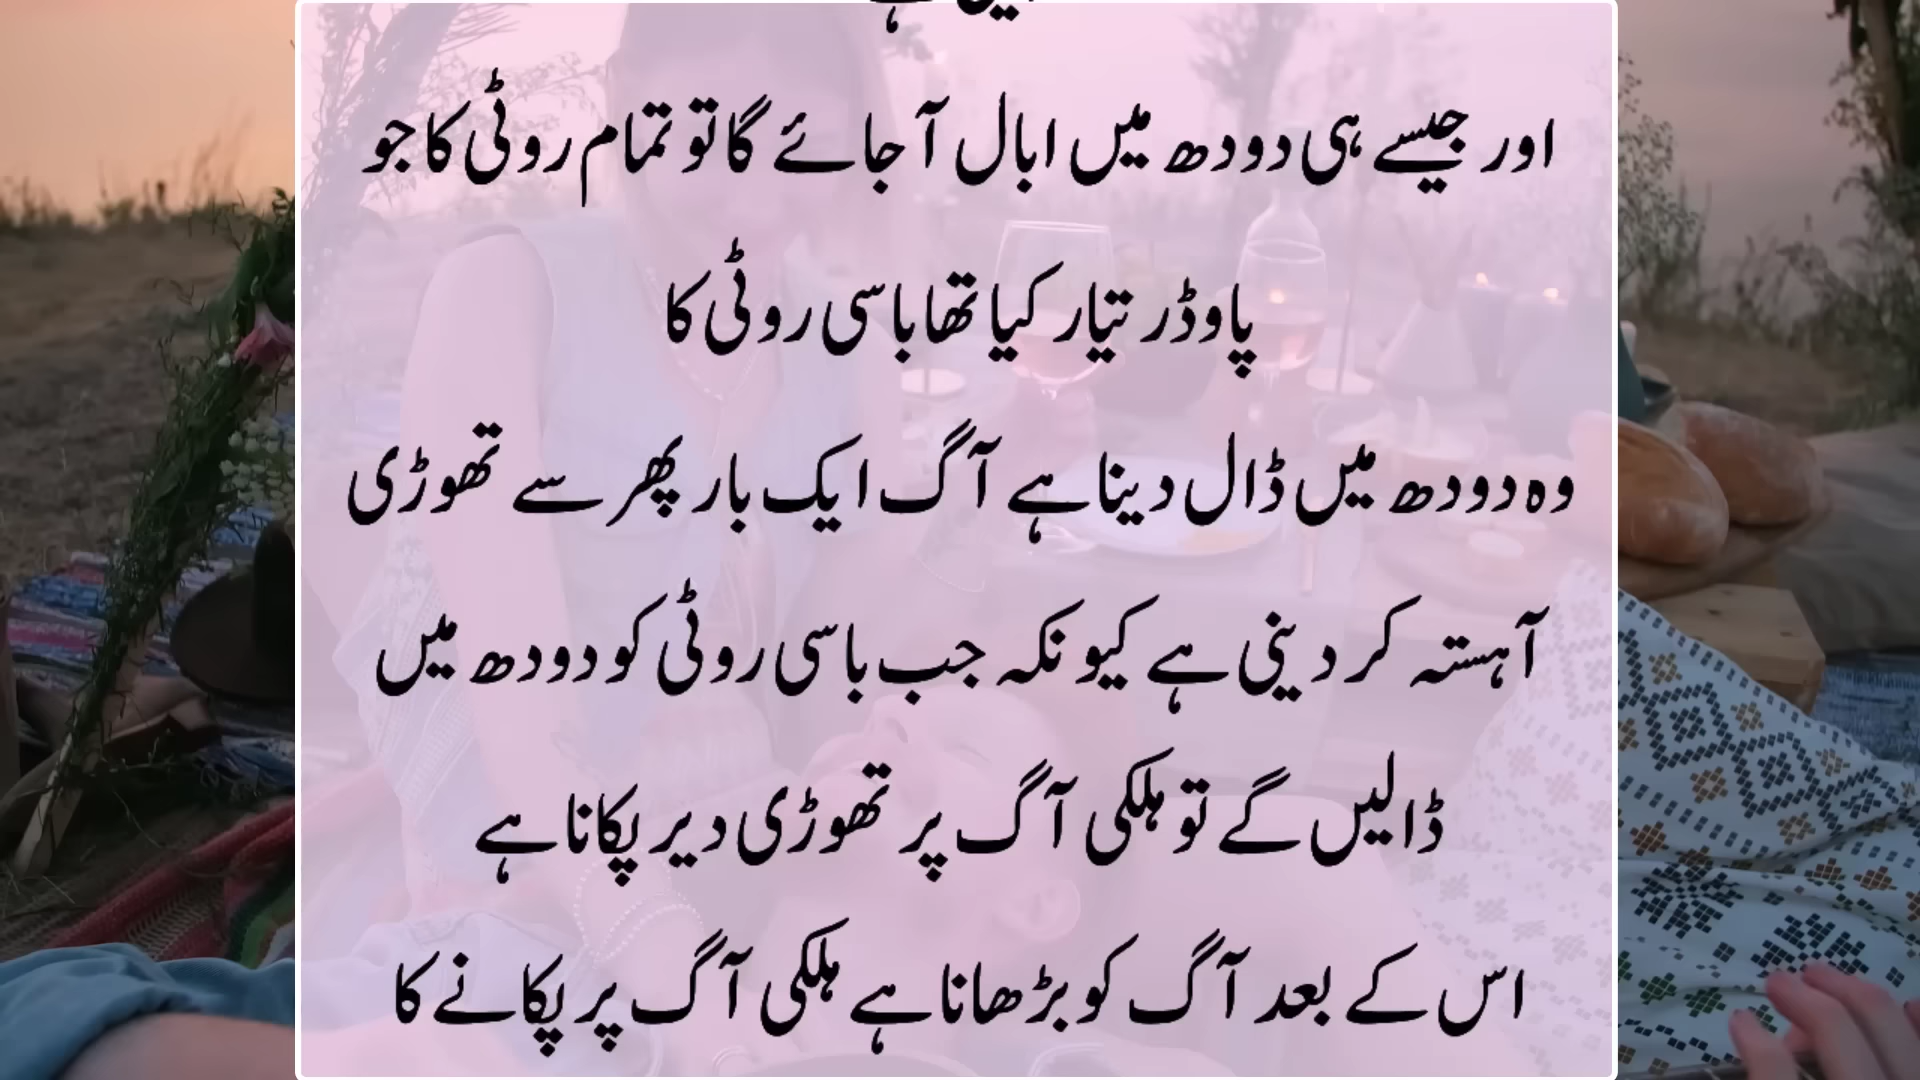 اور جیسے ہی دودھ میں ابال آ جائے گا تو تمام روٹی کا جو
پاوڈر تیار کیا تھا باسی روٹی کا
وہ دودھ میں ڈال دینا ہے آگ ایک بار پھر سے تھوڑی
آہستہ کر دینی ہے کیونکہ جب باسی روٹی کو دودھ میں
ڈالیں گے تو ہلکی آگ پر تھوڑی دیر پکانا ہے
اس کے بعد آگ کو بڑھانا ہے ہلکی آگ پر پکانے کا